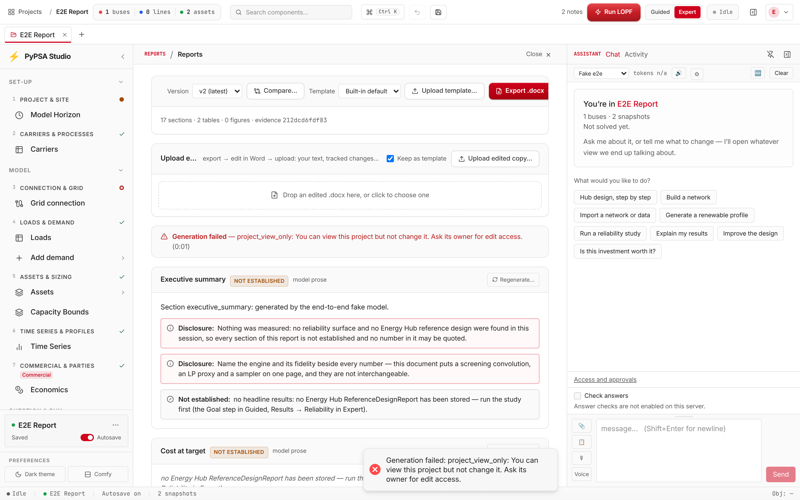 Projects / E2E Report
1 buses
0 lines
2 assets
Search components...
Ctrl K
2 notes
Run LOPF
Guided
Expert
Idle
E
E2E Report
PyPSA Studio
SET-UP
1 PROJECT & SITE
Model Horizon
2 CARRIERS & PROCESSES
Carriers
MODEL
3 CONNECTION & GRID
Grid connection
4 LOADS & DEMAND
Loads
Add demand
5 ASSETS & SIZING
Assets
Capacity Bounds
6 TIME SERIES & PROFILES
Time Series
7 COMMERCIAL & PARTIES
Commercial
Economics
E2E Report
Saved
Autosave
PREFERENCES
Dark theme
Comfy
REPORTS / Reports
Close
Version
v2 (latest)
Compare...
Template
Built-in default
Upload template...
Export .docx
17 sections · 2 tables · 0 figures · evidence 212dcd6fdf83
Upload e...
export → edit in Word → upload: your text, tracked changes...
Keep as template
Upload edited copy...
Drop an edited .docx here, or click to choose one
Generation failed — project_view_only: You can view this project but not change it. Ask its owner for edit access.
(0:01)
Executive summary
NOT ESTABLISHED
model prose
Regenerate...
Section executive_summary: generated by the end-to-end fake model.
Disclosure: Nothing was measured: no reliability surface and no Energy Hub reference design were found in this
session, so every section of this report is not established and no number in it may be quoted.
Disclosure: Name the engine and its fidelity beside every number — this document puts a screening convolution,
an LP proxy and a sampler on one page, and they are not interchangeable.
Not established: no headline results: no Energy Hub ReferenceDesignReport has been stored — run the study
first (the Goal step in Guided, Results → Reliability in Expert).
Cost at target
NOT ESTABLISHED
model prose
no Energy Hub ReferenceDesignReport has been stored — run th
Generation failed: project_view_only: You can
view this project but not change it. Ask its
owner for edit access.
ASSISTANT Chat Activity
Fake e2e
tokens n/a
Clear
You're in E2E Report
1 buses · 2 snapshots
Not solved yet.
Ask me about it, or tell me what to change — I'll open whatever
view we end up talking about.
What would you like to do?
Hub design, step by step
Build a network
Import a network or data
Generate a renewable profile
Run a reliability study
Explain my results
Improve the design
Is this investment worth it?
Access and approvals
Check answers
Answer checks are not enabled on this server.
message... (Shift+Enter for newline)
Voice
Send
Idle
E2E Report
Autosave on
2 snapshots
Obj: —